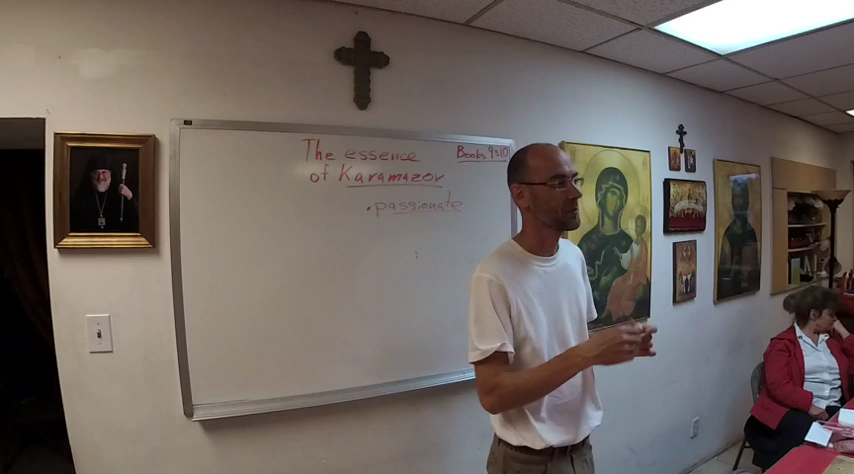 The essence
of Karamazov
Books 9&10
• passionate